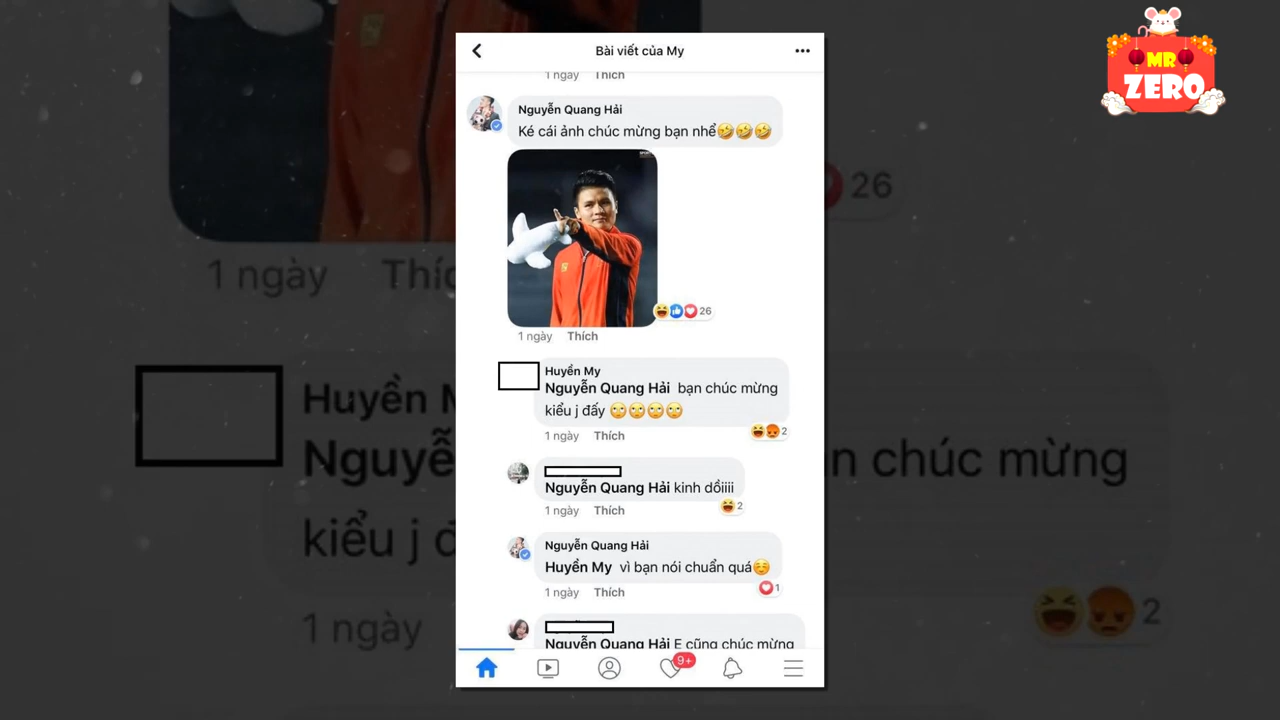 MR
ZERO
Bài viết của My
1 ngày Thích
Nguyễn Quang Hải
Ké cái ảnh chúc mừng bạn nhể🤣🤣🤣
26
1 ngày Thích
Huyền My
Nguyễn Quang Hải bạn chúc mừng
kiểu j đấy 🙄🙄🙄🙄
1 ngày Thích
2
Nguyễn Quang Hải kinh dồiiii
1 ngày Thích
2
Nguyễn Quang Hải
Huyền My vì bạn nói chuẩn quá☺️
1 ngày Thích
1
Nguyễn Quang Hải E cũng chúc mừng
9+
26
1 ngày Thíc
Huyền M
Nguyễ
n chúc mừng
kiểu j đ
1 ngày
2